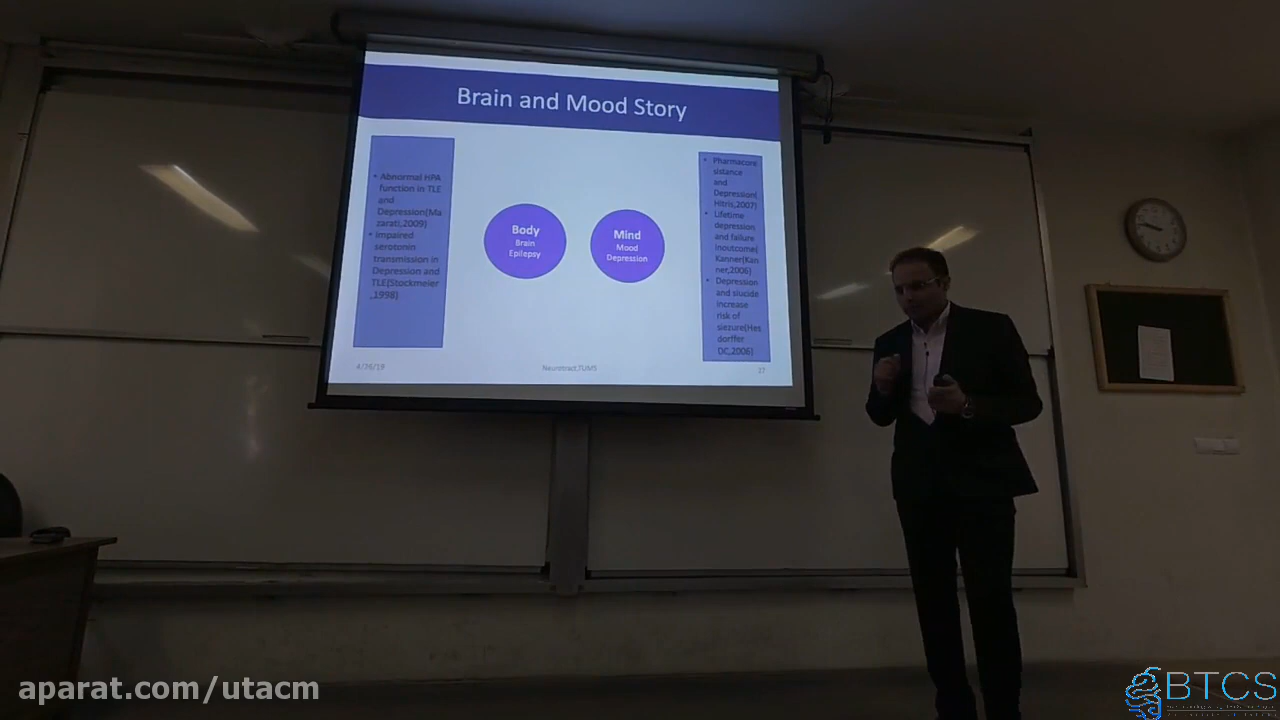 Brain and Mood Story
• Abnormal HPA
function in TLE
and
Depression(Ma
zarati,2009)
• Impaired
serotonin
transmission in
Depression and
TLE(Stockmeier
,1998)
Body
Brain
Epilepsy
Mind
Mood
Depression
• Pharmacore
sistance
and
Depression(
Hitris,2007)
• Lifetime
depression
and failure
inoutcome(
Kanner(Kan
ner,2006)
• Depression
and siucide
increase
risk of
siezure(Hes
dorffer
DC,2006)
4/26/19
Neurotract,TUMS
27
aparat.com/utacm
BTCS